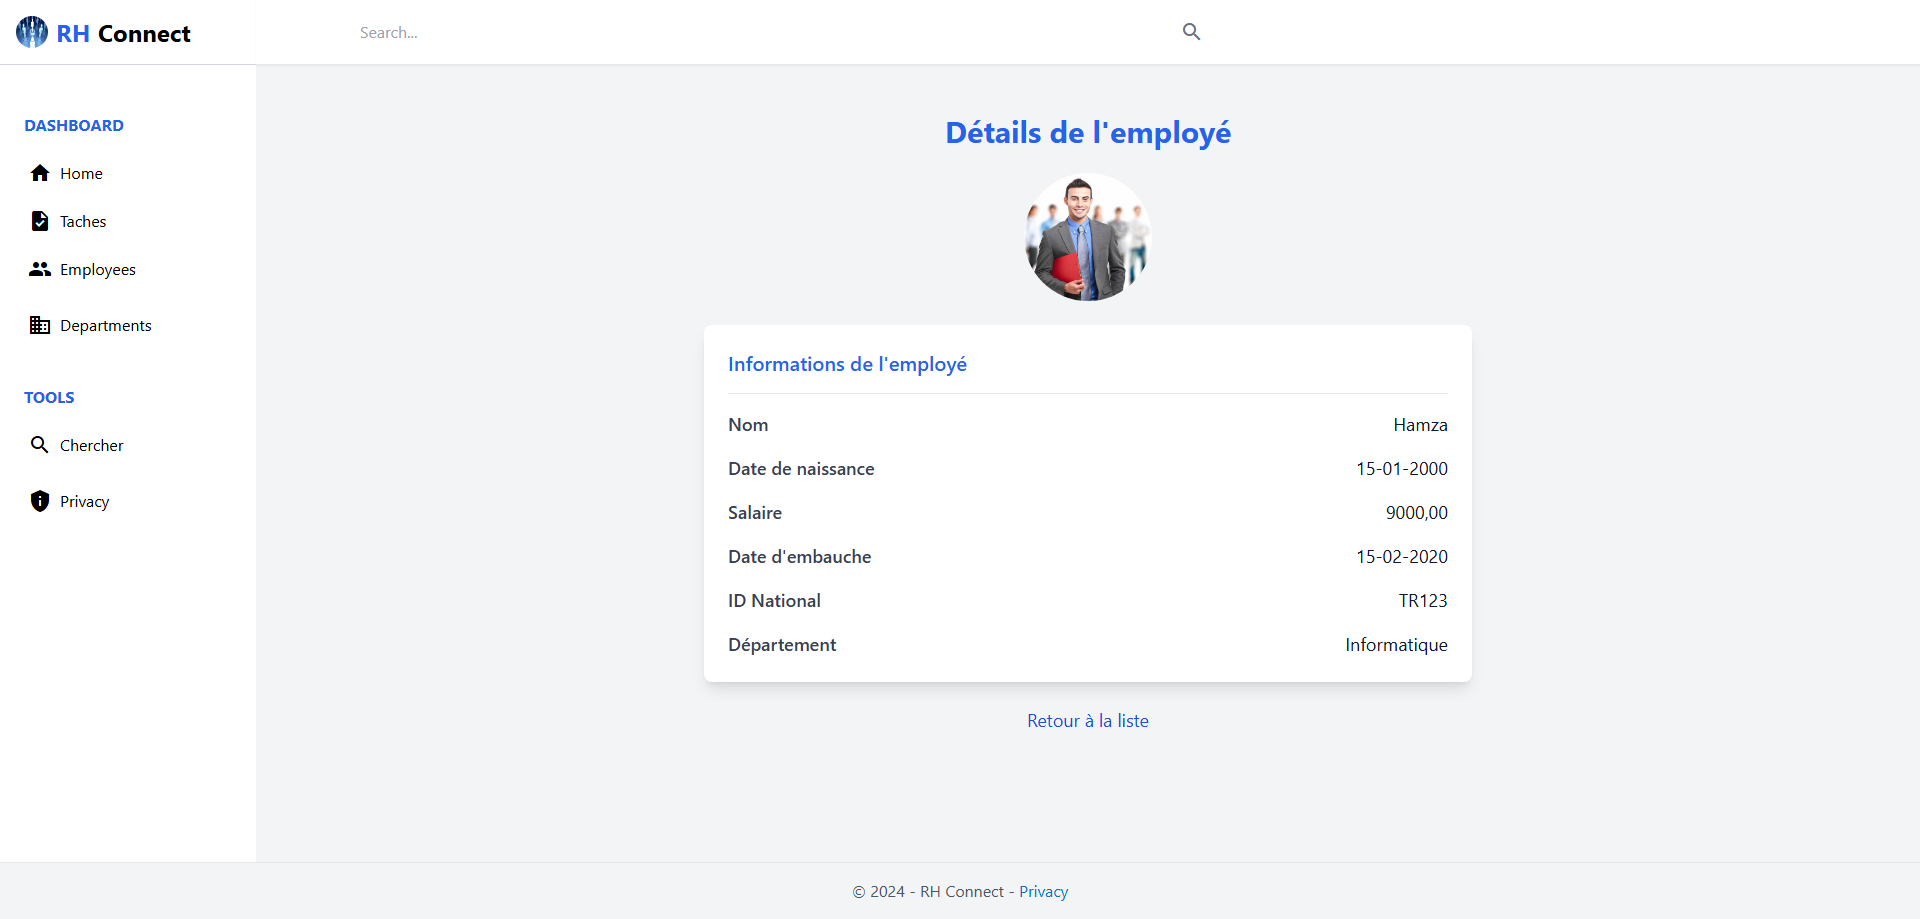 RH Connect
Search...
DASHBOARD
Home
Taches
Employees
Departments
TOOLS
Chercher
Privacy
Détails de l'employé
Informations de l'employé
Nom Hamza
Date de naissance 15-01-2000
Salaire 9000,00
Date d'embauche 15-02-2020
ID National TR123
Département Informatique
Retour à la liste
© 2024 - RH Connect - Privacy